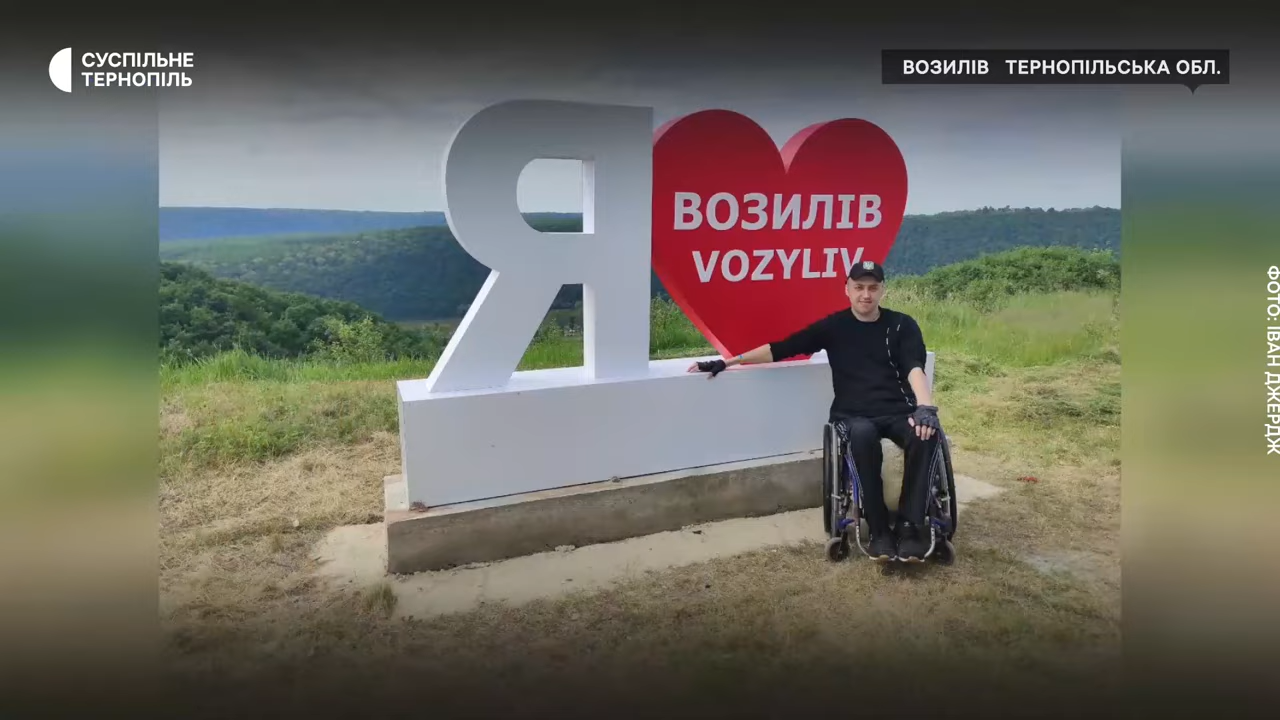 СУСПІЛЬНЕ
ТЕРНОПІЛЬ
ВОЗИЛІВ ТЕРНОПІЛЬСЬКА ОБЛ.
Я
ВОЗИЛІВ
VOZYLIV
ФОТО: ІВАН ДЖЕРДЖ